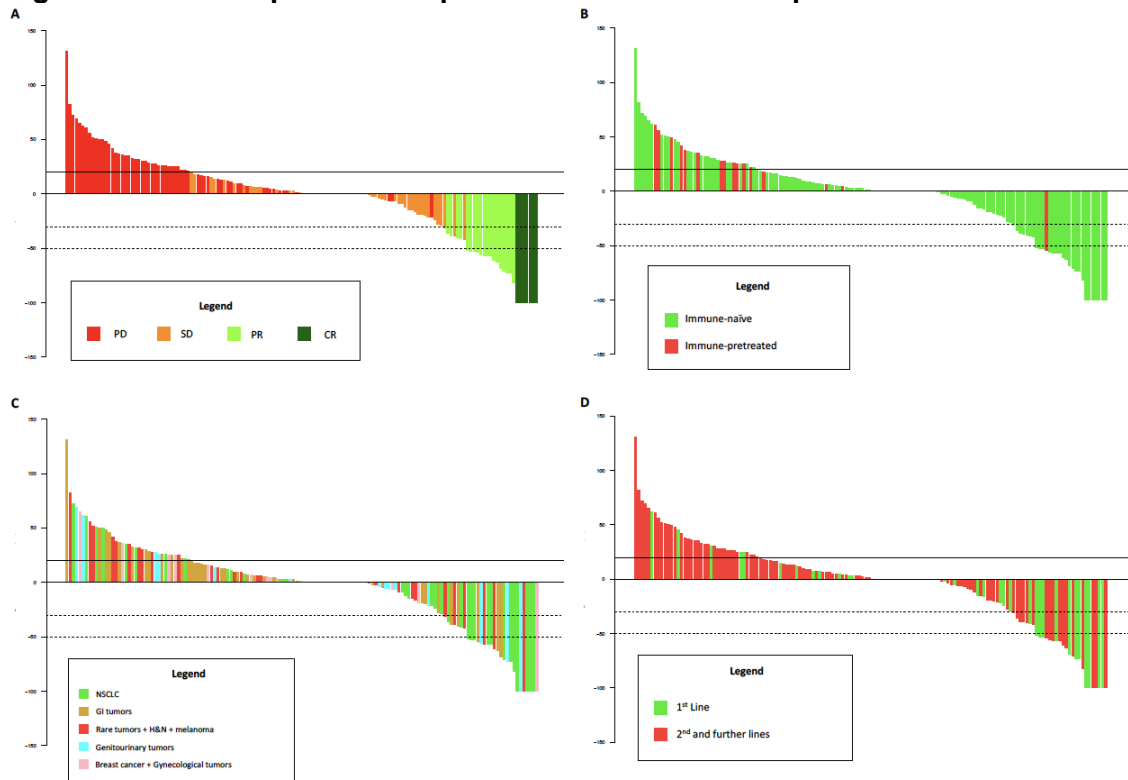 A
150
100
50
0
-50
-100
-150
Legend
PD SD PR CR
B
150
100
50
0
-50
-100
-150
Legend
Immune-naïve
Immune-pretreated
C
150
100
50
0
-50
-100
-150
Legend
NSCLC
GI tumors
Rare tumors + H&N + melanoma
Genitourinary tumors
Breast cancer + Gynecological tumors
D
150
100
50
0
-50
-100
-150
Legend
1st Line
2nd and further lines